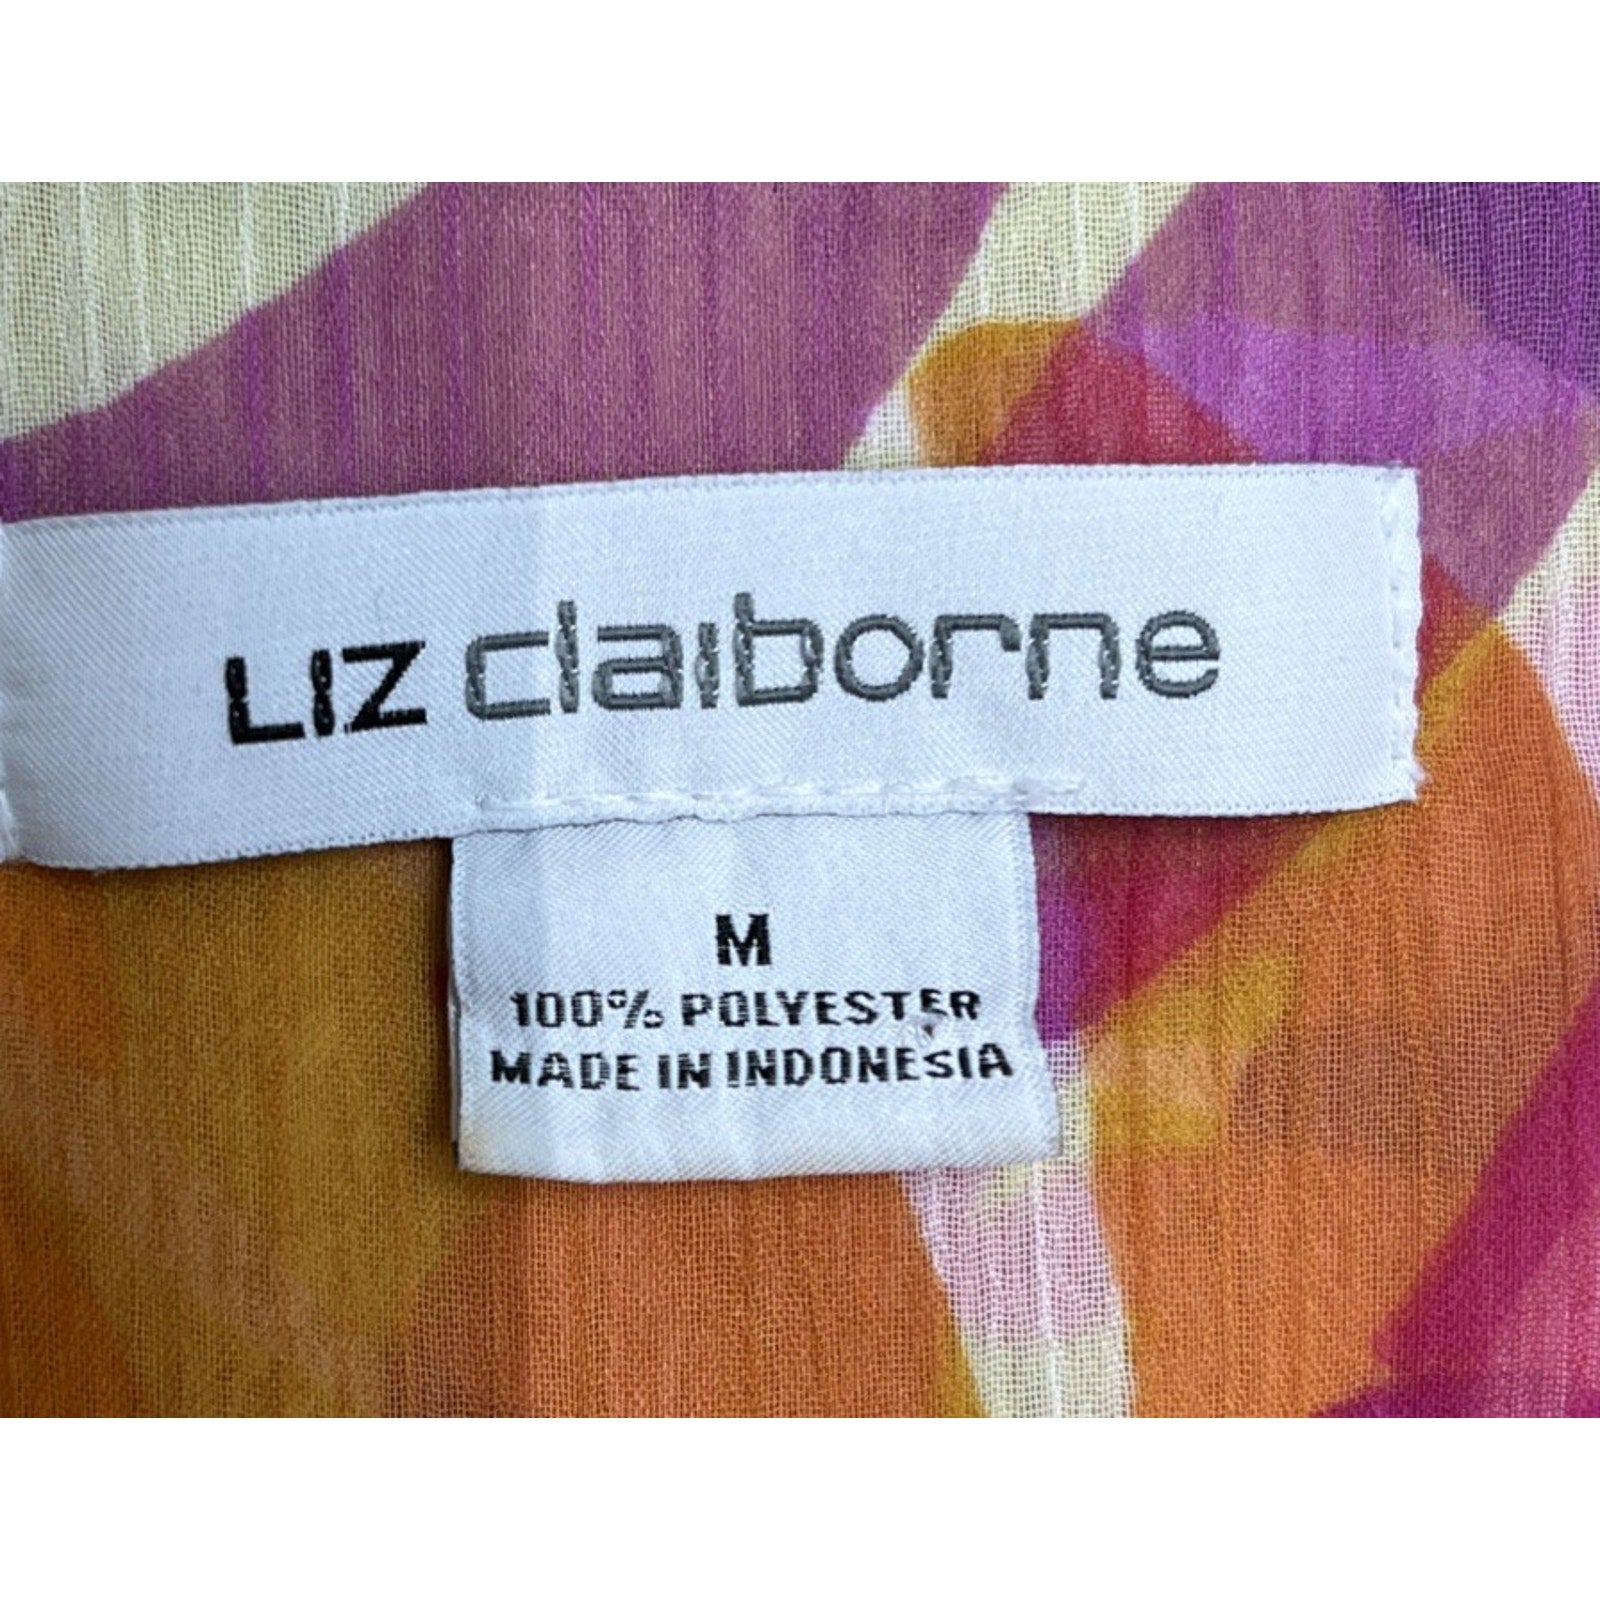 LIZ claiborne
M
100% POLYESTER
MADE IN INDONESIA